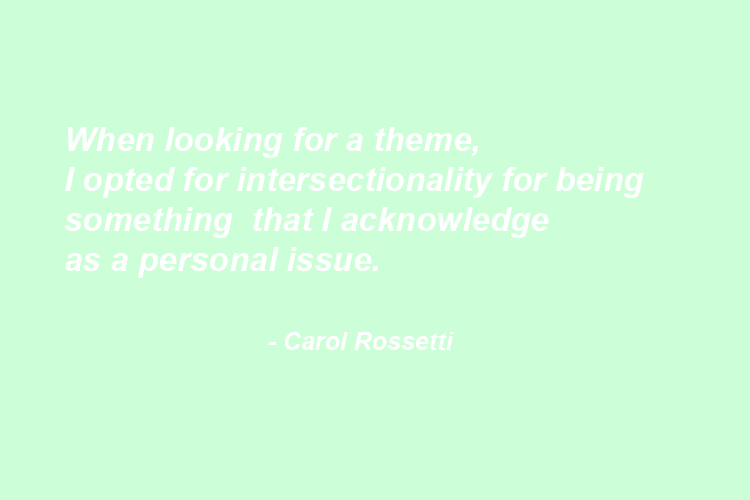 When looking for a theme,
I opted for intersectionality for being
something  that I acknowledge
as a personal issue.
- Carol Rossetti